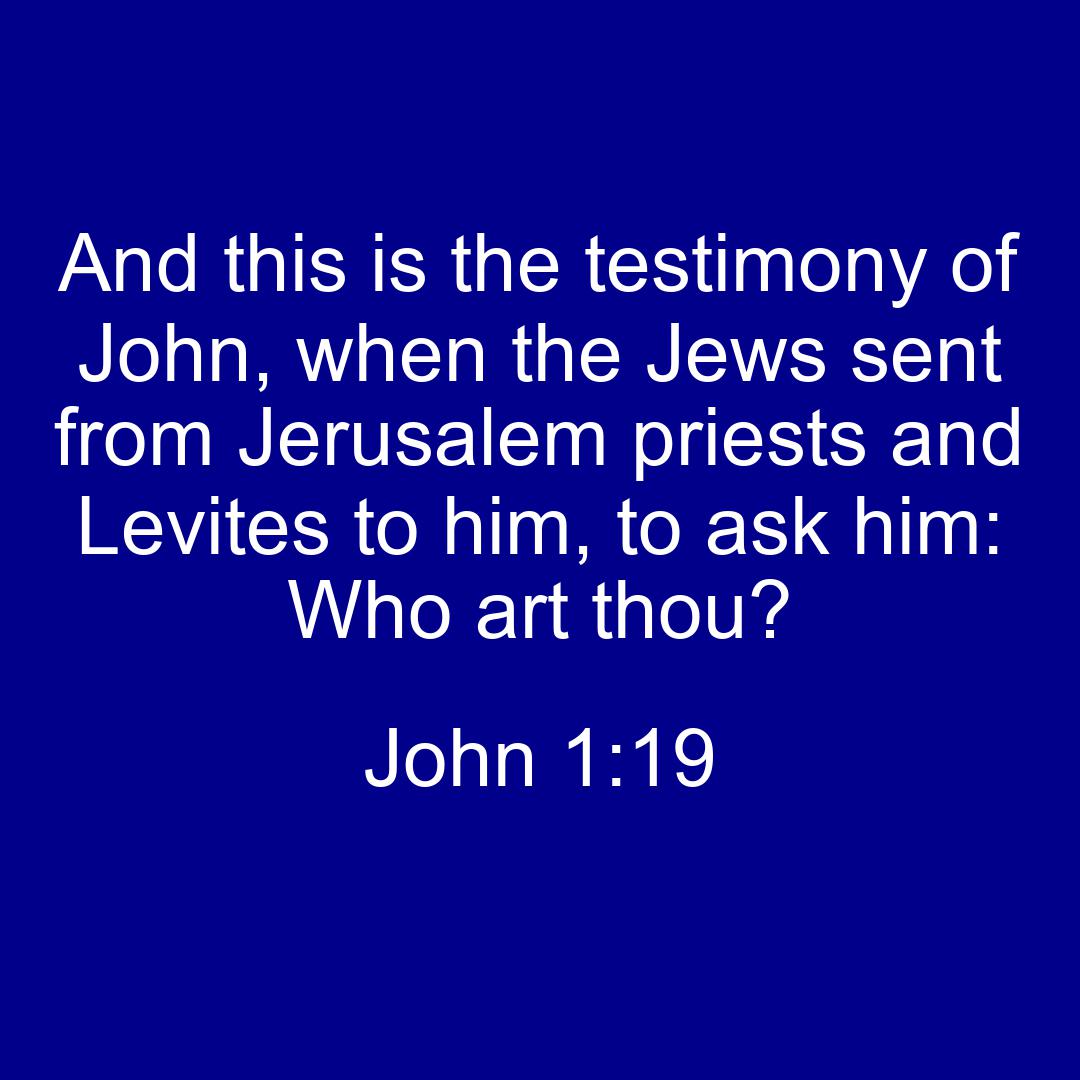 And this is the testimony of
John, when the Jews sent
from Jerusalem priests and
Levites to him, to ask him:
Who art thou?
John 1:19